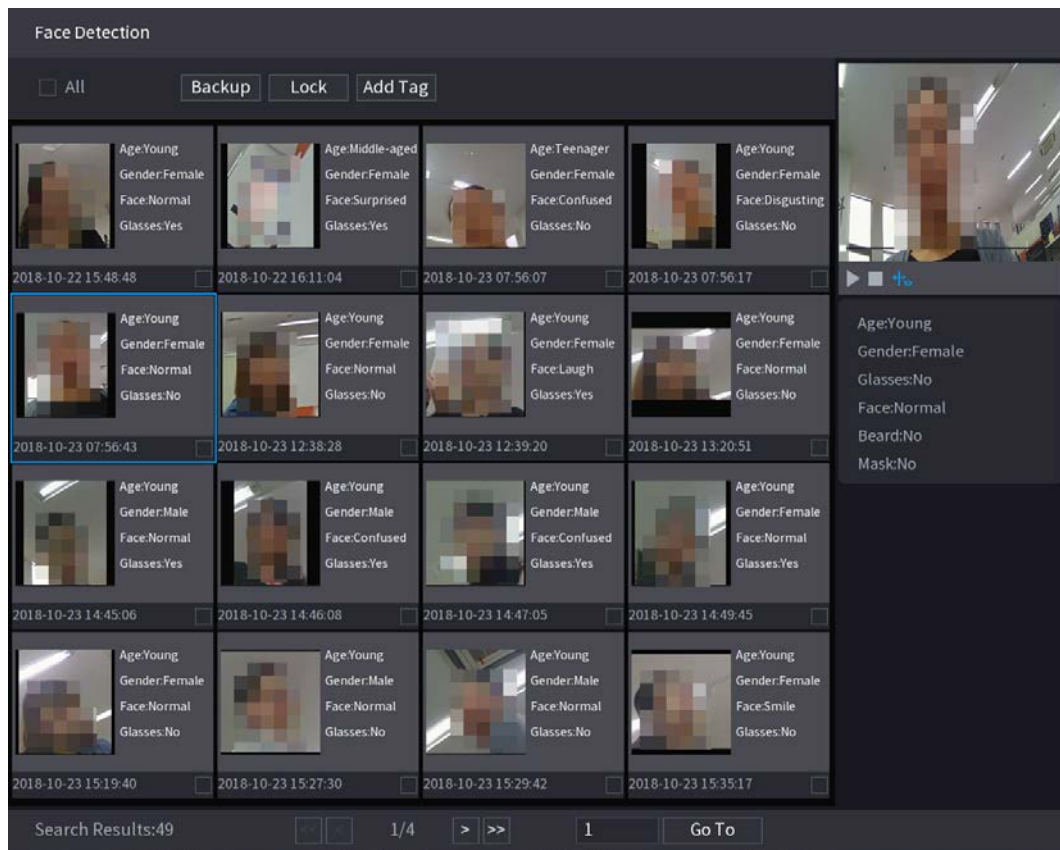 Face Detection
All Backup Lock Add Tag
Age:Young
Gender:Female
Face:Normal
Glasses:Yes
2018-10-22 15:48:48
Age:Middle-aged
Gender:Female
Face:Surprised
Glasses:Yes
2018-10-22 16:11:04
Age:Teenager
Gender:Female
Face:Confused
Glasses:No
2018-10-23 07:56:07
Age:Young
Gender:Female
Face:Disgusting
Glasses:No
2018-10-23 07:56:17
Age:Young
Gender:Female
Face:Normal
Glasses:No
2018-10-23 07:56:43
Age:Young
Gender:Female
Face:Normal
Glasses:No
2018-10-23 12:38:28
Age:Young
Gender:Female
Face:Laugh
Glasses:Yes
2018-10-23 12:39:20
Age:Young
Gender:Female
Face:Normal
Glasses:No
2018-10-23 13:20:51
Age:Young
Gender:Male
Face:Normal
Glasses:Yes
2018-10-23 14:45:06
Age:Young
Gender:Male
Face:Confused
Glasses:Yes
2018-10-23 14:46:08
Age:Young
Gender:Male
Face:Confused
Glasses:Yes
2018-10-23 14:47:05
Age:Young
Gender:Female
Face:Normal
Glasses:Yes
2018-10-23 14:49:45
Age:Young
Gender:Female
Face:Normal
Glasses:No
2018-10-23 15:19:40
Age:Young
Gender:Male
Face:Normal
Glasses:No
2018-10-23 15:27:30
Age:Young
Gender:Male
Face:Normal
Glasses:No
2018-10-23 15:29:42
Age:Young
Gender:Female
Face:Smile
Glasses:No
2018-10-23 15:35:17
Age:Young
Gender:Female
Glasses:No
Face:Normal
Beard:No
Mask:No
Search Results:49 << < 1/4 > >> 1 Go To